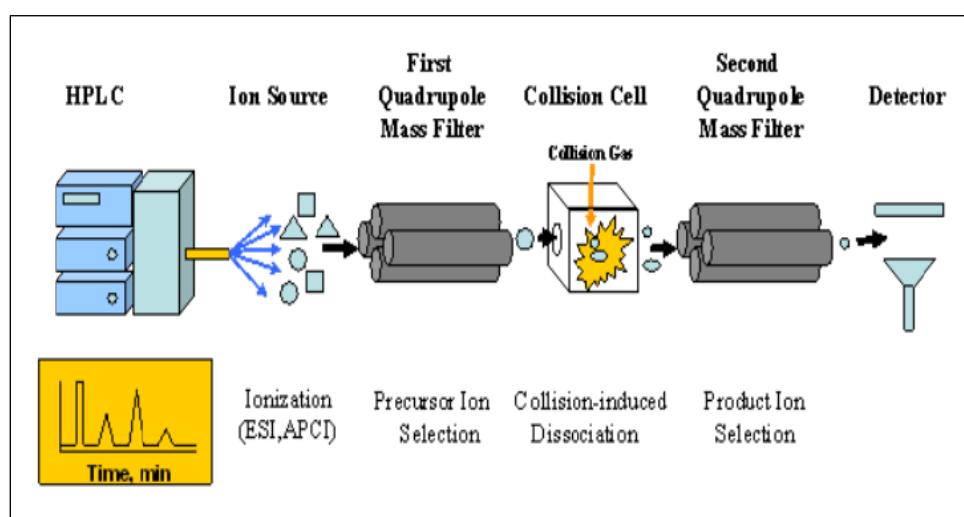 HPLC
Ion Source
First
Quadrupole
Mass Filter
Collision Cell
Second
Quadrupole
Mass Filter
Detector
Collision Gas
Time, min
Ionization
(ESI,APCI)
Precursor Ion
Selection
Collision-induced
Dissociation
Product Ion
Selection